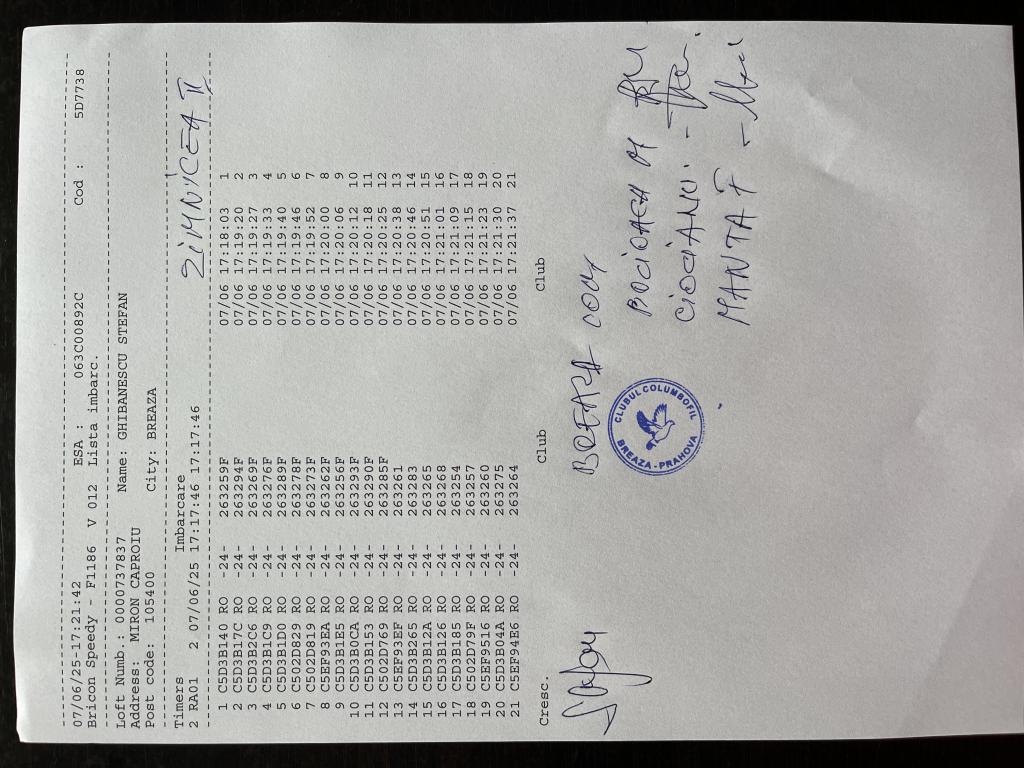 07/06/25-17:21:42 ESA : 063C00892C Cod : 5D7738
Bricon Speedy - F1186 V 012 Lista imbarc.
Loft Numb.: 0000737837 Name: GHIBANESCU STEFAN
Address: MIRON CAPROIU
Post code: 105400 City: BREAZA
Timers Imbarcare
2 RA01 2 07/06/25 17:17:46 17:17:46
ZIMNICEA II
1 C5D3B140 RO -24- 263259F 07/06 17:18:03 1
2 C5D3B17C RO -24- 263294F 07/06 17:19:20 2
3 C5D3B2C6 RO -24- 263269F 07/06 17:19:27 3
4 C5D3B1C9 RO -24- 263276F 07/06 17:19:33 4
5 C5D3B1D0 RO -24- 263289F 07/06 17:19:40 5
6 C502D829 RO -24- 263278F 07/06 17:19:46 6
7 C502D819 RO -24- 263273F 07/06 17:19:52 7
8 C5EF93EA RO -24- 263262F 07/06 17:20:00 8
9 C5D3B1E5 RO -24- 263256F 07/06 17:20:06 9
10 C5D3B0CA RO -24- 263293F 07/06 17:20:12 10
11 C5D3B153 RO -24- 263290F 07/06 17:20:18 11
12 C502D769 RO -24- 263285F 07/06 17:20:25 12
13 C5EF93EF RO -24- 263261 07/06 17:20:38 13
14 C5D3B265 RO -24- 263283 07/06 17:20:46 14
15 C5D3B12A RO -24- 263265 07/06 17:20:51 15
16 C5D3B126 RO -24- 263268 07/06 17:21:01 16
17 C5D3B185 RO -24- 263254 07/06 17:21:09 17
18 C502D79F RO -24- 263257 07/06 17:21:15 18
19 C5EF9516 RO -24- 263260 07/06 17:21:23 19
20 C5D3B04A RO -24- 263275 07/06 17:21:30 20
21 C5EF94E6 RO -24- 263264 07/06 17:21:37 21
Cresc. Club Club
BREAZA
CLUBUL COLUMBOFIL
BREAZA-PRAHOVA
BOCIOACA M
CIOCIANU -
MANTA F -